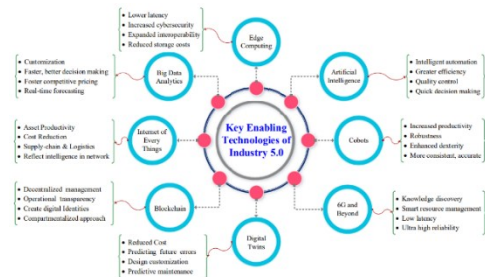 Lower latency
Increased cybersecurity
Expanded interoperability
Reduced storage costs
Edge
Computing
Customization
Faster, better decision making
Foster competitive pricing
Real-time forecasting
Big Data
Analytics
Artificial
Intelligence
Intelligent automation
Greater efficiency
Quality control
Quick decision making
Asset Productivity
Cost Reduction
Supply-chain & Logistics
Reflect intelligence in network
Internet of
Every
Things
Key Enabling
Technologies of
Industry 5.0
Cobots
Increased productivity
Robustness
Enhanced dexterity
More consistent, accurate
Decentralized management
Operational transparency
Create digital Identities
Compartmentalized approach
Blockchain
6G and
Beyond
Knowledge discovery
Smart resource management
Low latency
Ultra high reliability
Reduced Cost
Predicting future errors
Design customization
Predictive maintenance
Digital
Twins